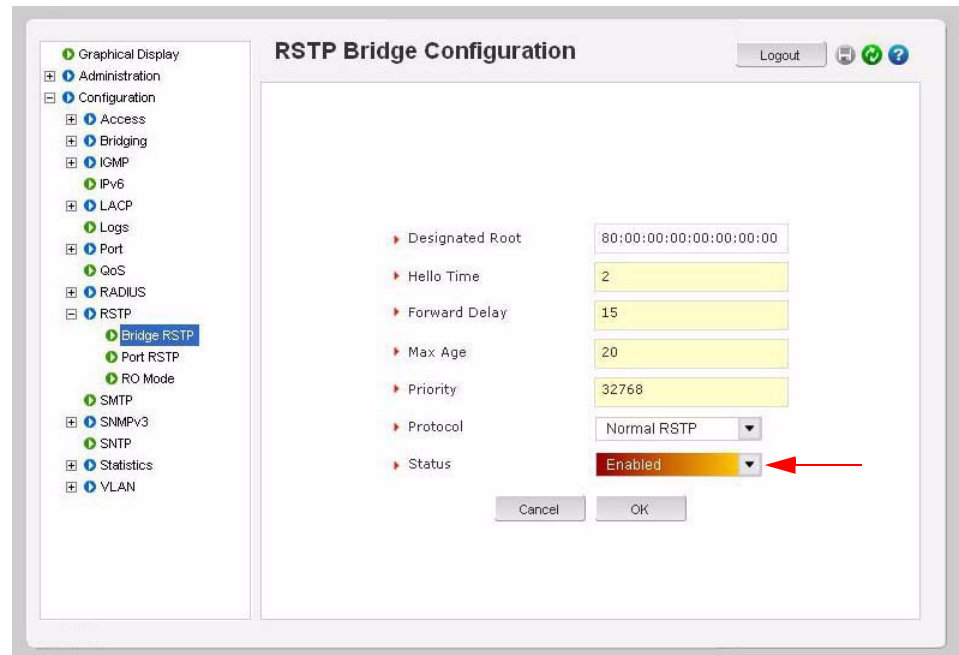 RSTP Bridge Configuration
Logout
Graphical Display
Administration
Configuration
Access
Bridging
IGMP
IPv6
LACP
Logs
Port
QoS
RADIUS
RSTP
Bridge RSTP
Port RSTP
RO Mode
SMTP
SNMPv3
SNTP
Statistics
VLAN
Designated Root 80:00:00:00:00:00:00:00
Hello Time 2
Forward Delay 15
Max Age 20
Priority 32768
Protocol Normal RSTP
Status Enabled
Cancel OK